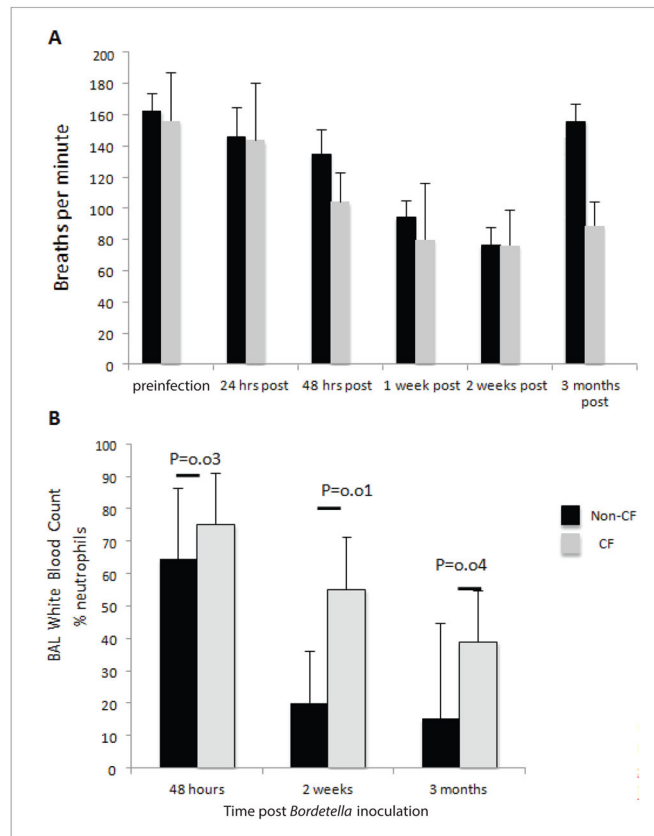 A
200
180
160
140
120
100
80
60
40
20
0
Breaths per minute
preinfection 24 hrs post 48 hrs post 1 week post 2 weeks post 3 months
post
B
100
90
80
70
60
50
40
30
20
10
0
BAL White Blood Count
% neutrophils
P=o.o3
P=o.o1
P=o.o4
Non-CF
CF
48 hours 2 weeks 3 months
Time post Bordetella inoculation